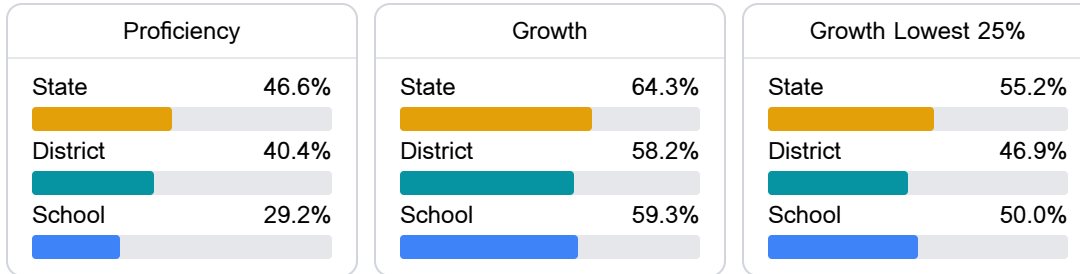 Proficiency
State 46.6%
District 40.4%
School 29.2%
Growth
State 64.3%
District 58.2%
School 59.3%
Growth Lowest 25%
State 55.2%
District 46.9%
School 50.0%